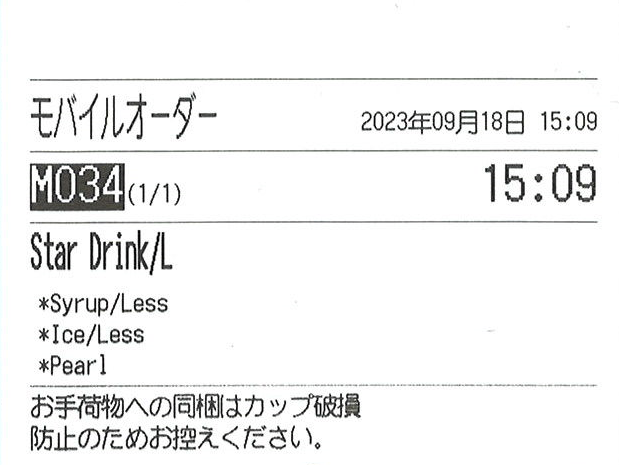 モバイルオーダー 2023年09月18日 15:09
M034(1/1) 15:09
Star Drink/L
*Syrup/Less
*Ice/Less
*Pearl
お手荷物への同梱はカップ破損
防止のためお控えください。